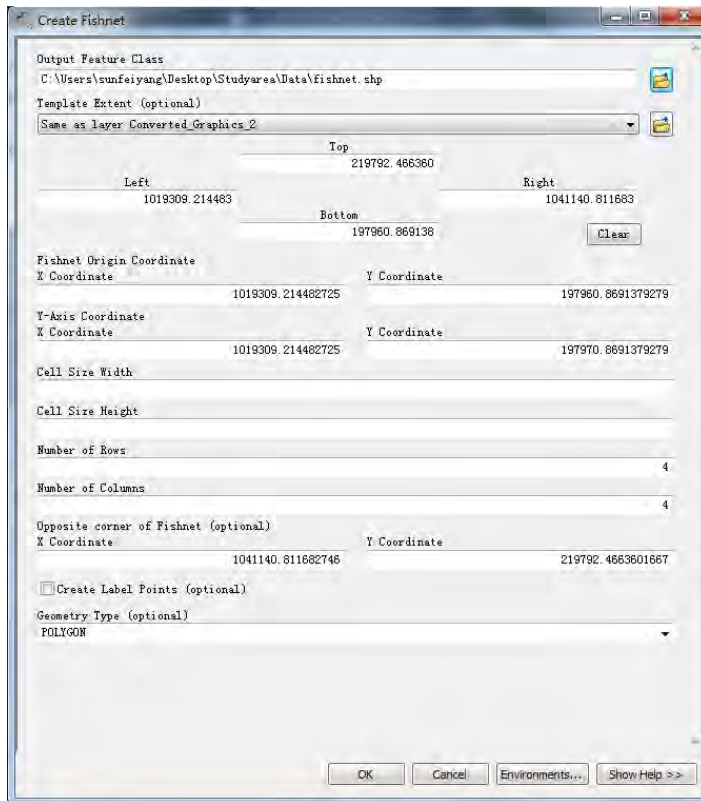 Create Fishnet
Output Feature Class
C:\Users\sunfeiyang\Desktop\Studyarea\Data\fishnet.shp
Template Extent (optional)
Same as layer Converted_Graphics_2
Top
219792.466360
Left Right
1019309.214483 1041140.811683
Bottom
197960.869138 Clear
Fishnet Origin Coordinate
X Coordinate Y Coordinate
1019309.214482725 197960.8691379279
Y-Axis Coordinate
X Coordinate Y Coordinate
1019309.214482725 197970.8691379279
Cell Size Width
Cell Size Height
Number of Rows
4
Number of Columns
4
Opposite corner of Fishnet (optional)
X Coordinate Y Coordinate
1041140.811682746 219792.4663601667
Create Label Points (optional)
Geometry Type (optional)
POLYGON
OK Cancel Environments... Show Help >>